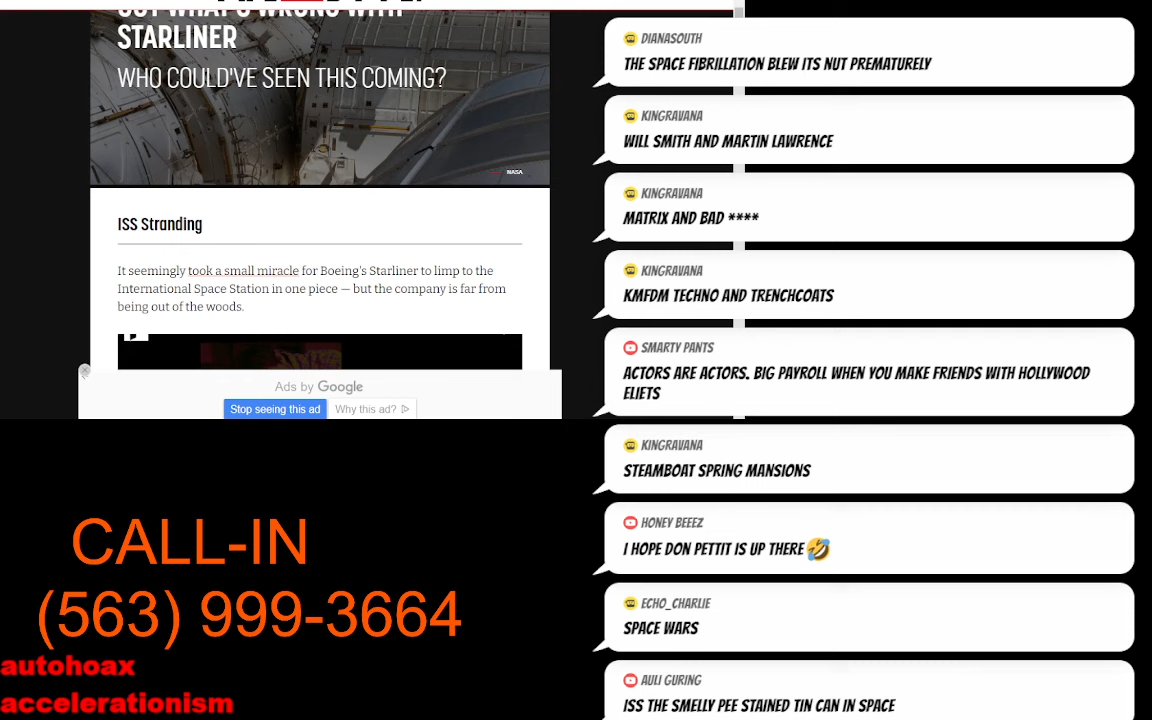 STARLINER
WHO COULD'VE SEEN THIS COMING?
NASA
ISS Stranding
It seemingly took a small miracle for Boeing's Starliner to limp to the
International Space Station in one piece — but the company is far from
being out of the woods.
Ads by Google
Stop seeing this ad
Why this ad?
CALL-IN
(563) 999-3664
autohoax
accelerationism
DIANASOUTH
THE SPACE FIBRILLATION BLEW ITS NUT PREMATURELY
KINGRAVANA
WILL SMITH AND MARTIN LAWRENCE
KINGRAVANA
MATRIX AND BAD ****
KINGRAVANA
KMFDM TECHNO AND TRENCHCOATS
SMARTY PANTS
ACTORS ARE ACTORS. BIG PAYROLL WHEN YOU MAKE FRIENDS WITH HOLLYWOOD
ELIETS
KINGRAVANA
STEAMBOAT SPRING MANSIONS
HONEY BEEEZ
I HOPE DON PETTIT IS UP THERE 🤣
ECHO_CHARLIE
SPACE WARS
AULI GURING
ISS THE SMELLY PEE STAINED TIN CAN IN SPACE